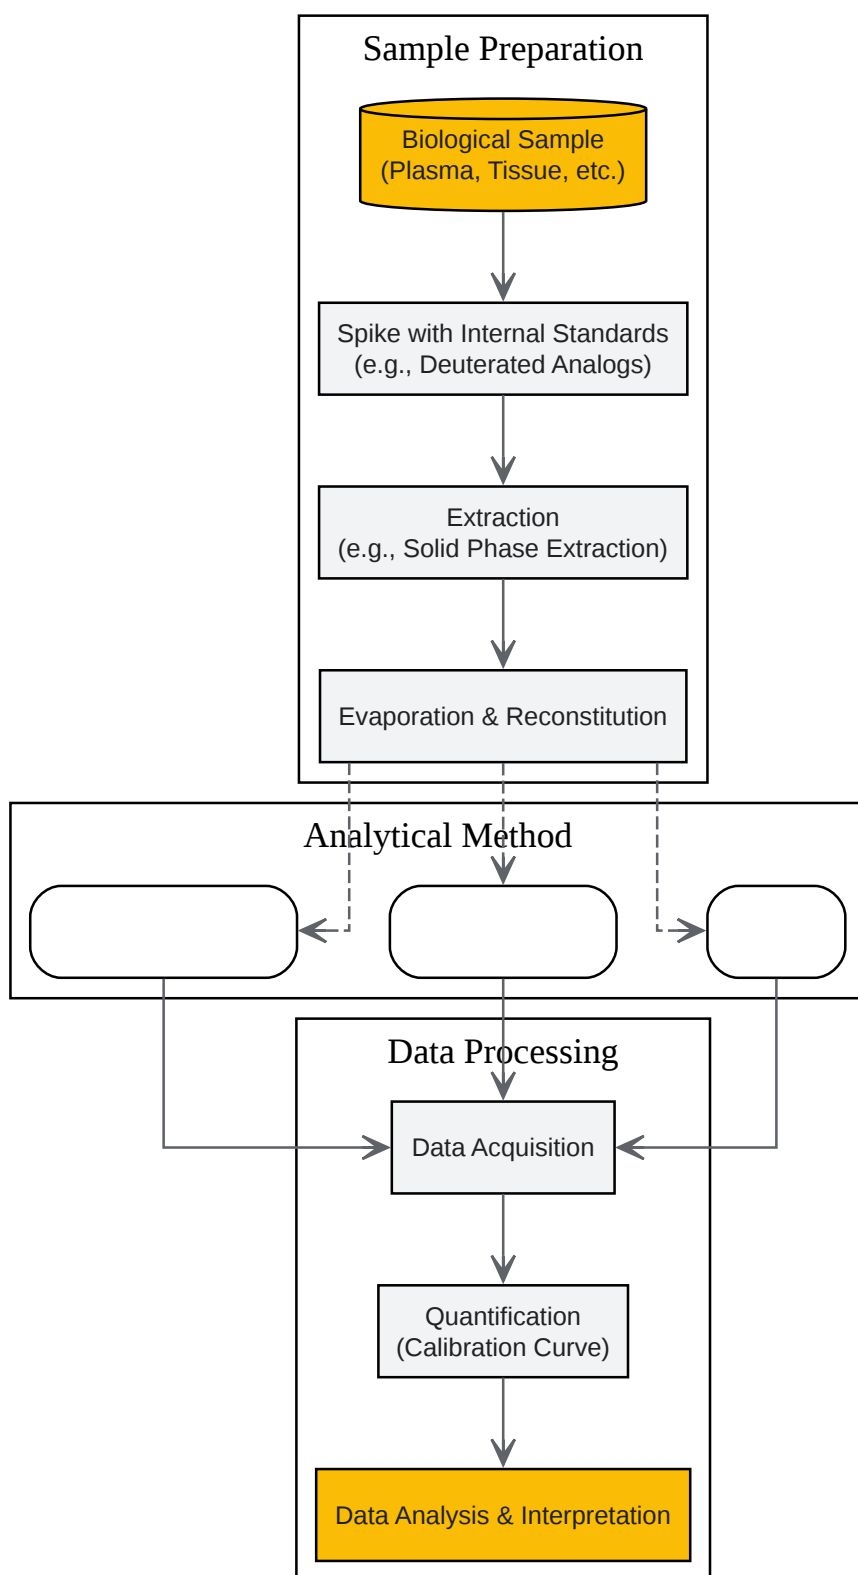 Sample Preparation
Biological Sample
(Plasma, Tissue, etc.)
Spike with Internal Standards
(e.g., Deuterated Analogs)
Extraction
(e.g., Solid Phase Extraction)
Evaporation & Reconstitution
Analytical Method
Data Processing
Data Acquisition
Quantification
(Calibration Curve)
Data Analysis & Interpretation